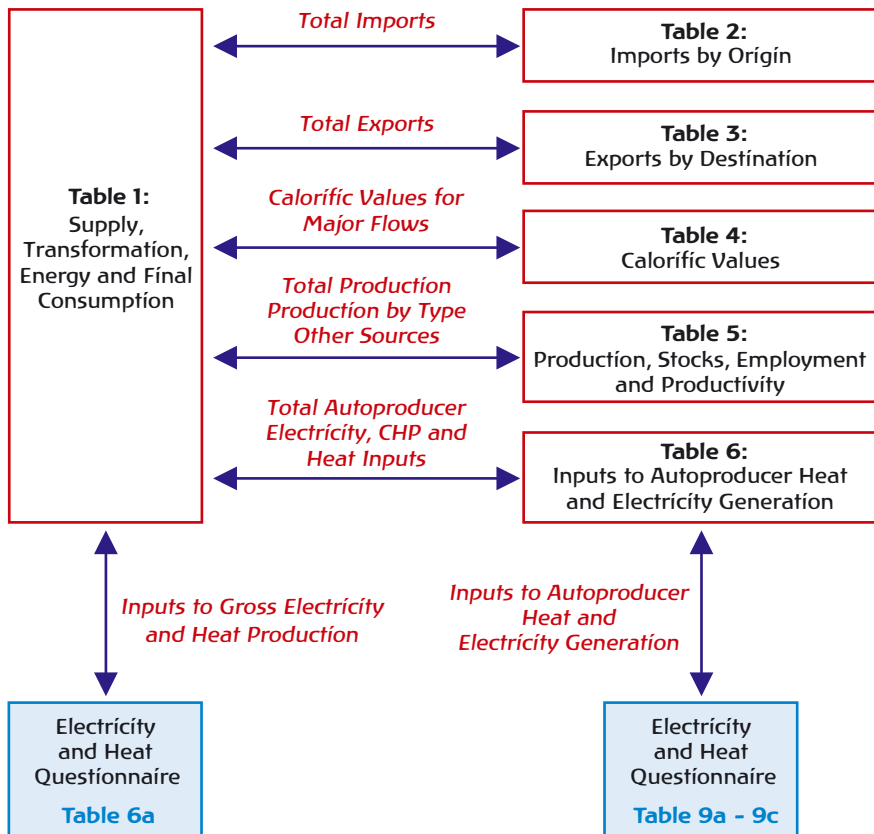 Total Imports
Table 2:
Imports by Origin
Total Exports
Table 3:
Exports by Destination
Table 1:
Supply,
Transformation,
Energy and Final
Consumption
Calorific Values for
Major Flows
Table 4:
Calorific Values
Total Production
Production by Type
Other Sources
Table 5:
Production, Stocks, Employment
and Productivity
Total Autoproducer
Electricity, CHP and
Heat Inputs
Table 6:
Inputs to Autoproducer Heat
and Electricity Generation
Inputs to Gross Electricity
and Heat Production
Inputs to Autoproducer
Heat and
Electricity Generation
Electricity
and Heat
Questionnaire
Table 6a
Electricity
and Heat
Questionnaire
Table 9a - 9c